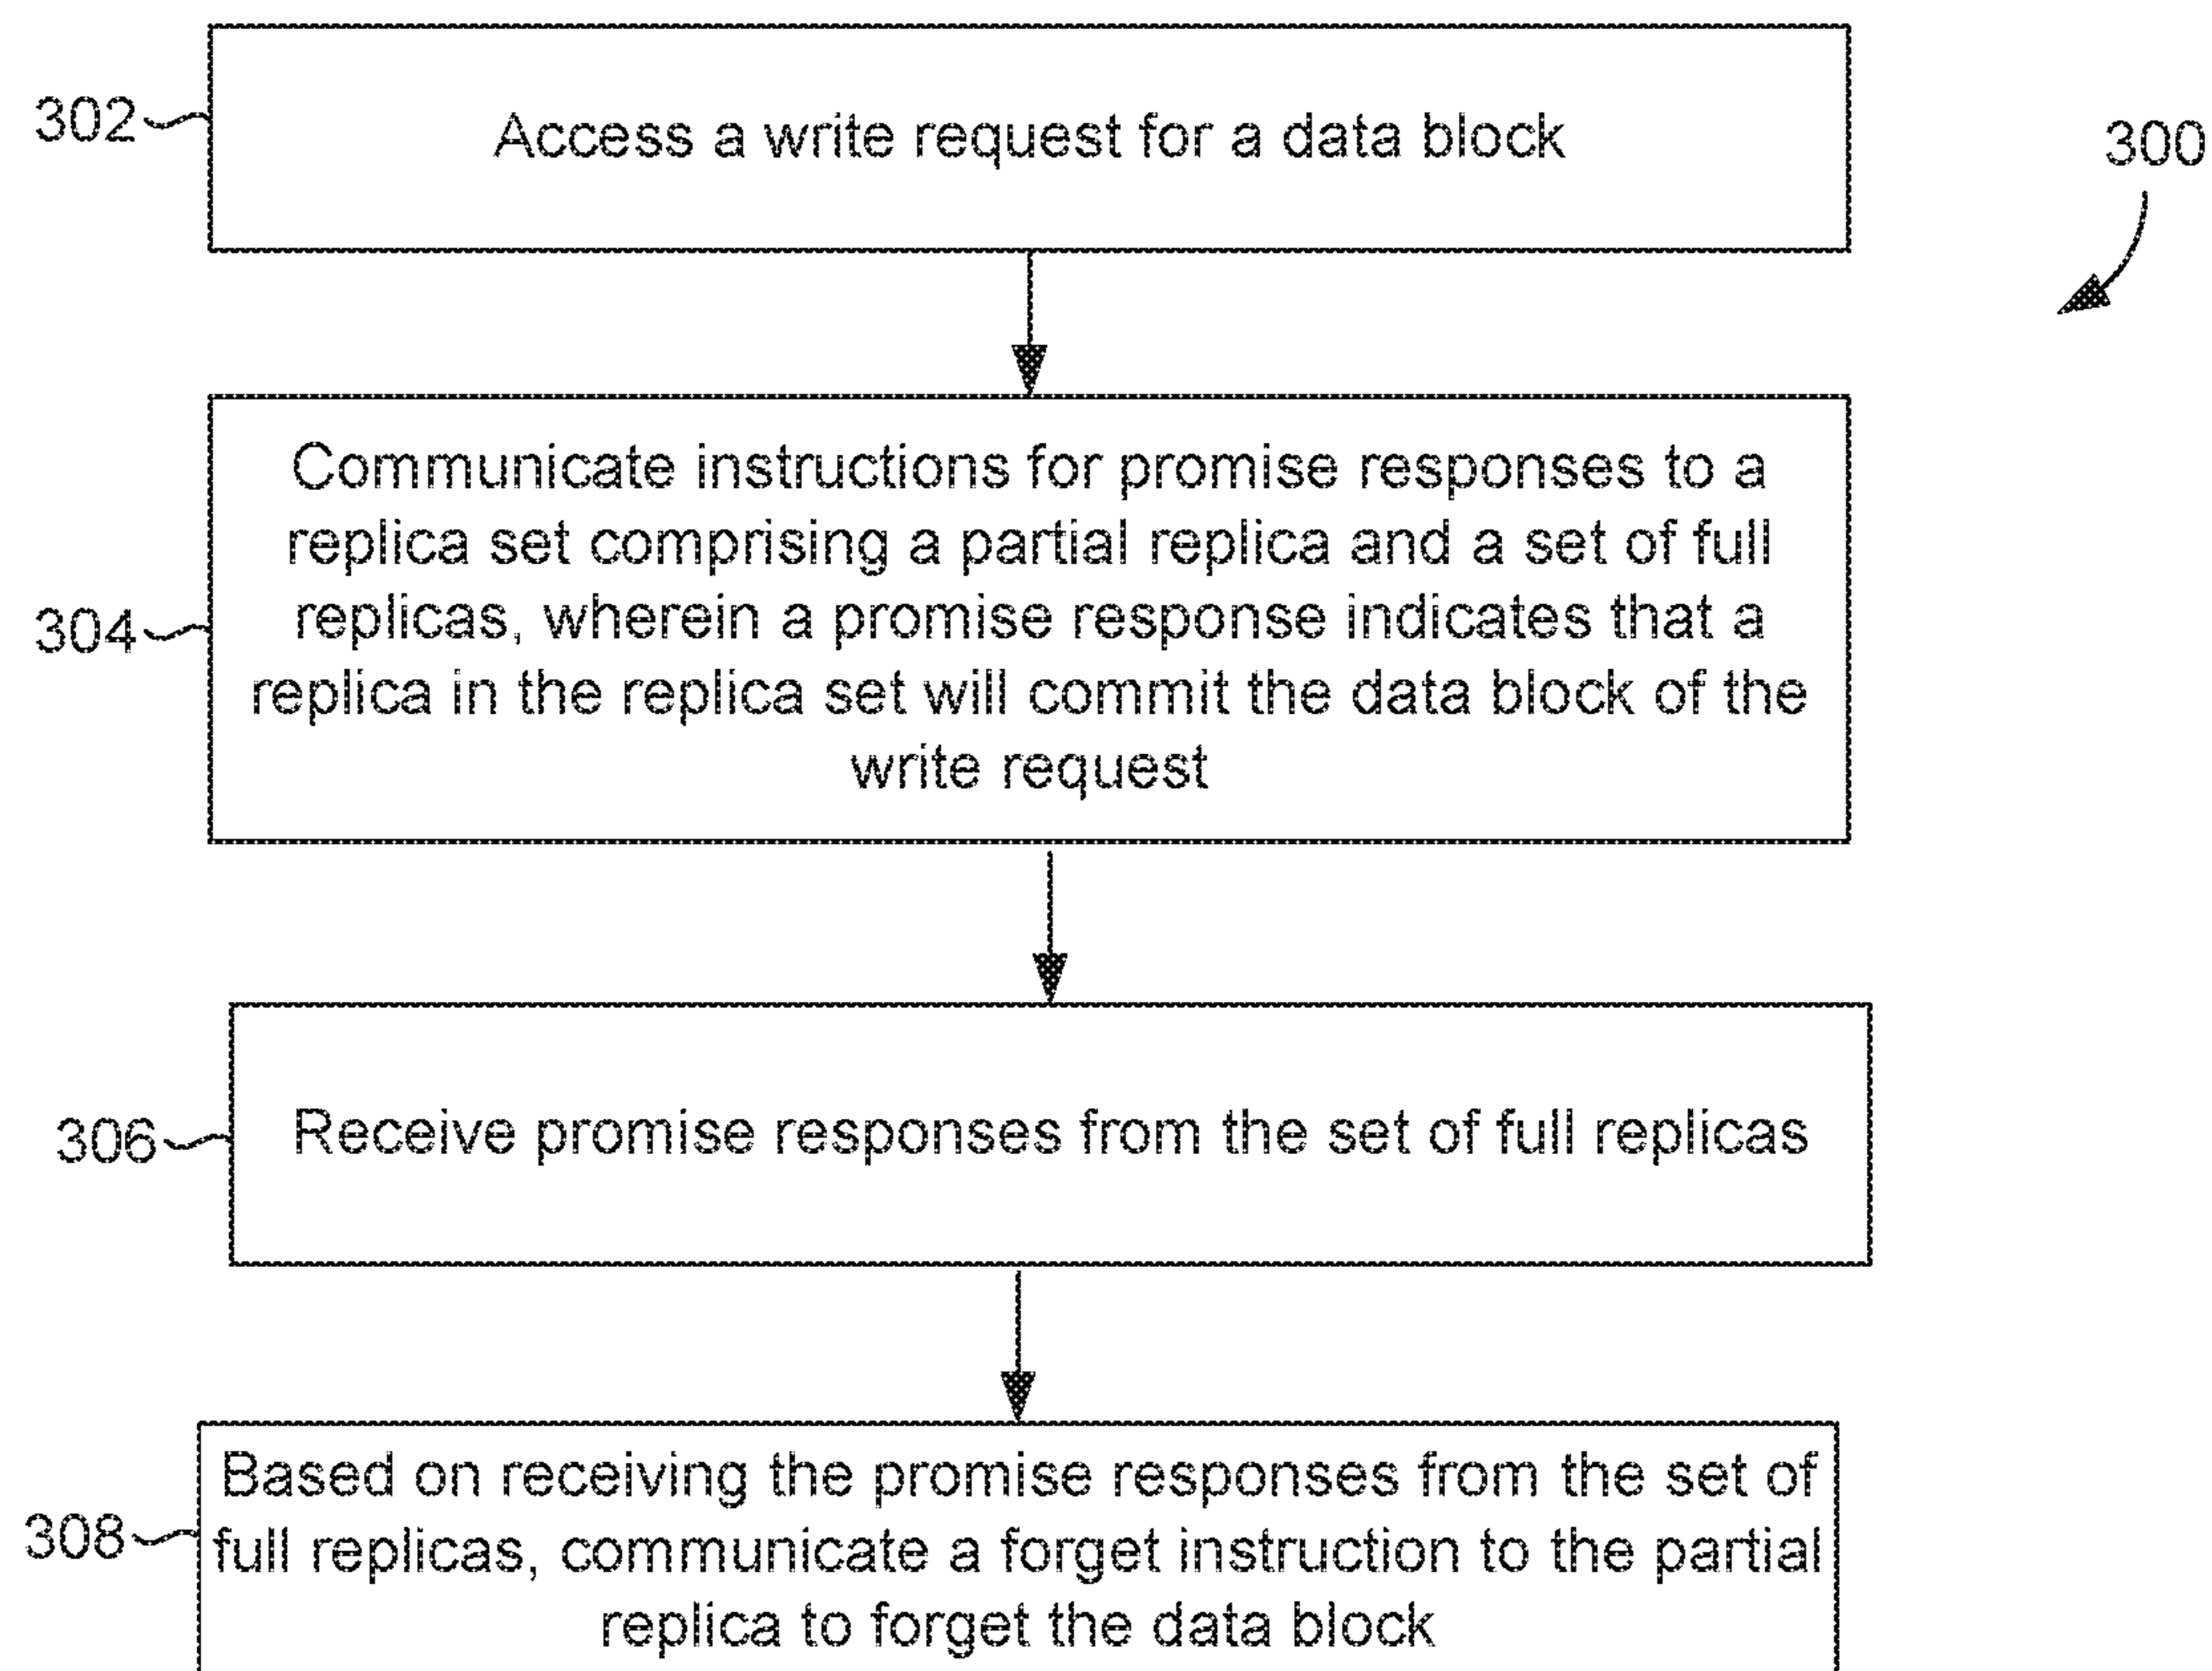 302
Access a write request for a data block
300
304
Communicate instructions for promise responses to a
replica set comprising a partial replica and a set of full
replicas, wherein a promise response indicates that a
replica in the replica set will commit the data block of the
write request
306
Receive promise responses from the set of full replicas
308
Based on receiving the promise responses from the set of
full replicas, communicate a forget instruction to the partial
replica to forget the data block